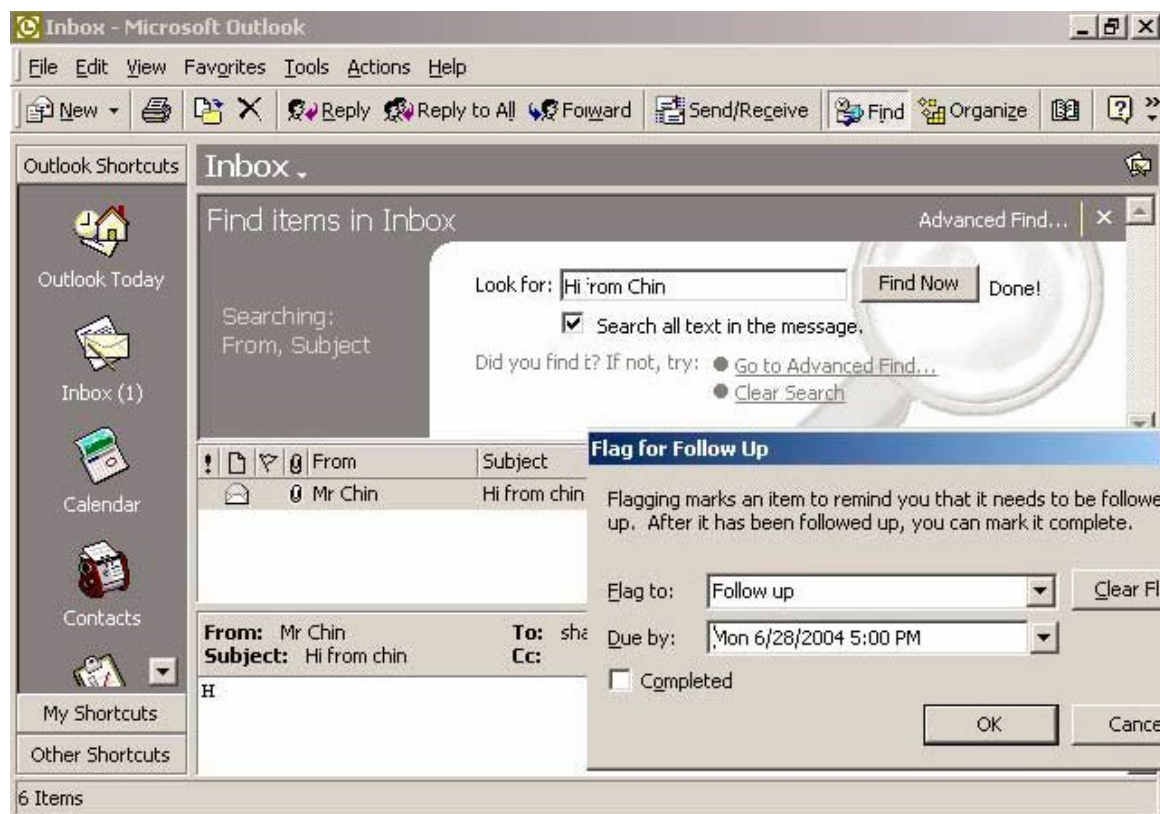 Inbox - Microsoft Outlook
File Edit View Favorites Tools Actions Help
New Reply Reply to All Forward Send/Receive Find Organize
Outlook Shortcuts
Inbox
Find items in Inbox
Advanced Find...
Outlook Today
Look for: Hi from Chin Find Now Done!
Searching:
From, Subject
Search all text in the message.
Did you find it? If not, try: Go to Advanced Find...
Clear Search
Inbox (1)
From Subject
Mr Chin Hi from chin
Calendar
Flag for Follow Up
Flagging marks an item to remind you that it needs to be followe
up. After it has been followed up, you can mark it complete.
Flag to: Follow up Clear Fl
Due by: Mon 6/28/2004 5:00 PM
Completed
OK Cance
Contacts
From: Mr Chin To: sha
Subject: Hi from chin Cc:
H
My Shortcuts
Other Shortcuts
6 Items